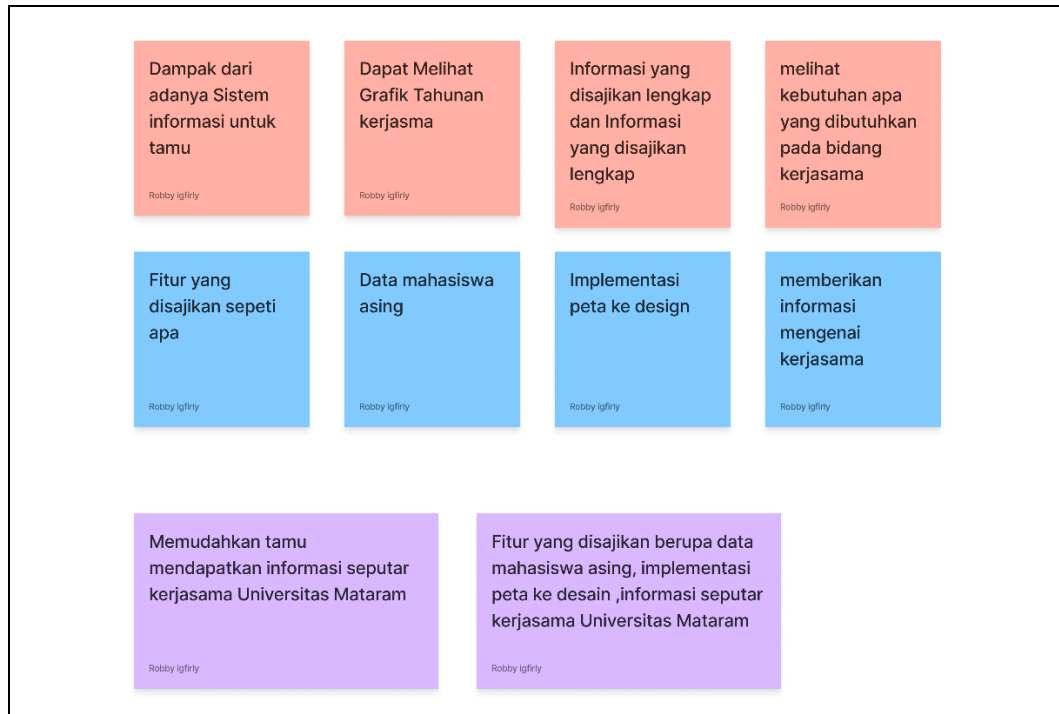 Dampak dari
adanya Sistem
informasi untuk
tamu
Robby igfirly
Dapat Melihat
Grafik Tahunan
kerjasma
Robby igfirly
Informasi yang
disajikan lengkap
dan Informasi
yang disajikan
lengkap
Robby igfirly
melihat
kebutuhan apa
yang dibutuhkan
pada bidang
kerjasama
Robby igfirly
Fitur yang
disajikan sepeti
apa
Robby igfirly
Data mahasiswa
asing
Robby igfirly
Implementasi
peta ke design
Robby igfirly
memberikan
informasi
mengenai
kerjasama
Robby igfirly
Memudahkan tamu
mendapatkan informasi seputar
kerjasama Universitas Mataram
Robby igfirly
Fitur yang disajikan berupa data
mahasiswa asing, implementasi
peta ke desain ,informasi seputar
kerjasama Universitas Mataram
Robby igfirly